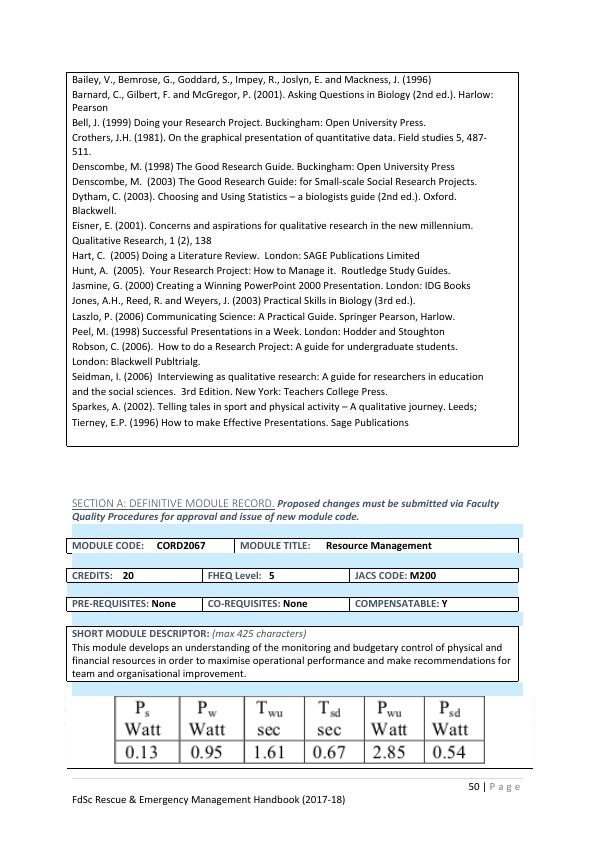 Bailey, V., Bemrose, G., Goddard, S., Impey, R., Joslyn, E. and Mackness, J. (1996)
Barnard, C., Gilbert, F. and McGregor, P. (2001). Asking Questions in Biology (2nd ed.). Harlow:
Pearson
Bell, J. (1999) Doing your Research Project. Buckingham: Open University Press.
Crothers, J.H. (1981). On the graphical presentation of quantitative data. Field studies 5, 487-
511.
Denscombe, M. (1998) The Good Research Guide. Buckingham: Open University Press
Denscombe, M. (2003) The Good Research Guide: for Small-scale Social Research Projects.
Dytham, C. (2003). Choosing and Using Statistics – a biologists guide (2nd ed.). Oxford.
Blackwell.
Eisner, E. (2001). Concerns and aspirations for qualitative research in the new millennium.
Qualitative Research, 1 (2), 138
Hart, C. (2005) Doing a Literature Review. London: SAGE Publications Limited
Hunt, A. (2005). Your Research Project: How to Manage it. Routledge Study Guides.
Jasmine, G. (2000) Creating a Winning PowerPoint 2000 Presentation. London: IDG Books
Jones, A.H., Reed, R. and Weyers, J. (2003) Practical Skills in Biology (3rd ed.).
Laszlo, P. (2006) Communicating Science: A Practical Guide. Springer Pearson, Harlow.
Peel, M. (1998) Successful Presentations in a Week. London: Hodder and Stoughton
Robson, C. (2006). How to do a Research Project: A guide for undergraduate students.
London: Blackwell Publtrialg.
Seidman, I. (2006) Interviewing as qualitative research: A guide for researchers in education
and the social sciences. 3rd Edition. New York: Teachers College Press.
Sparkes, A. (2002). Telling tales in sport and physical activity – A qualitative journey. Leeds;
Tierney, E.P. (1996) How to make Effective Presentations. Sage Publications
SECTION A: DEFINITIVE MODULE RECORD. Proposed changes must be submitted via Faculty
Quality Procedures for approval and issue of new module code.
MODULE CODE: CORD2067 MODULE TITLE: Resource Management
CREDITS: 20 FHEQ Level: 5 JACS CODE: M200
PRE-REQUISITES: None CO-REQUISITES: None COMPENSATABLE: Y
SHORT MODULE DESCRIPTOR: (max 425 characters)
This module develops an understanding of the monitoring and budgetary control of physical and
financial resources in order to maximise operational performance and make recommendations for
team and organisational improvement.
Ps Pw Twu Tsd Pwu Psd
Watt Watt sec sec Watt Watt
0.13 0.95 1.61 0.67 2.85 0.54
50 | Page
FdSc Rescue & Emergency Management Handbook (2017-18)